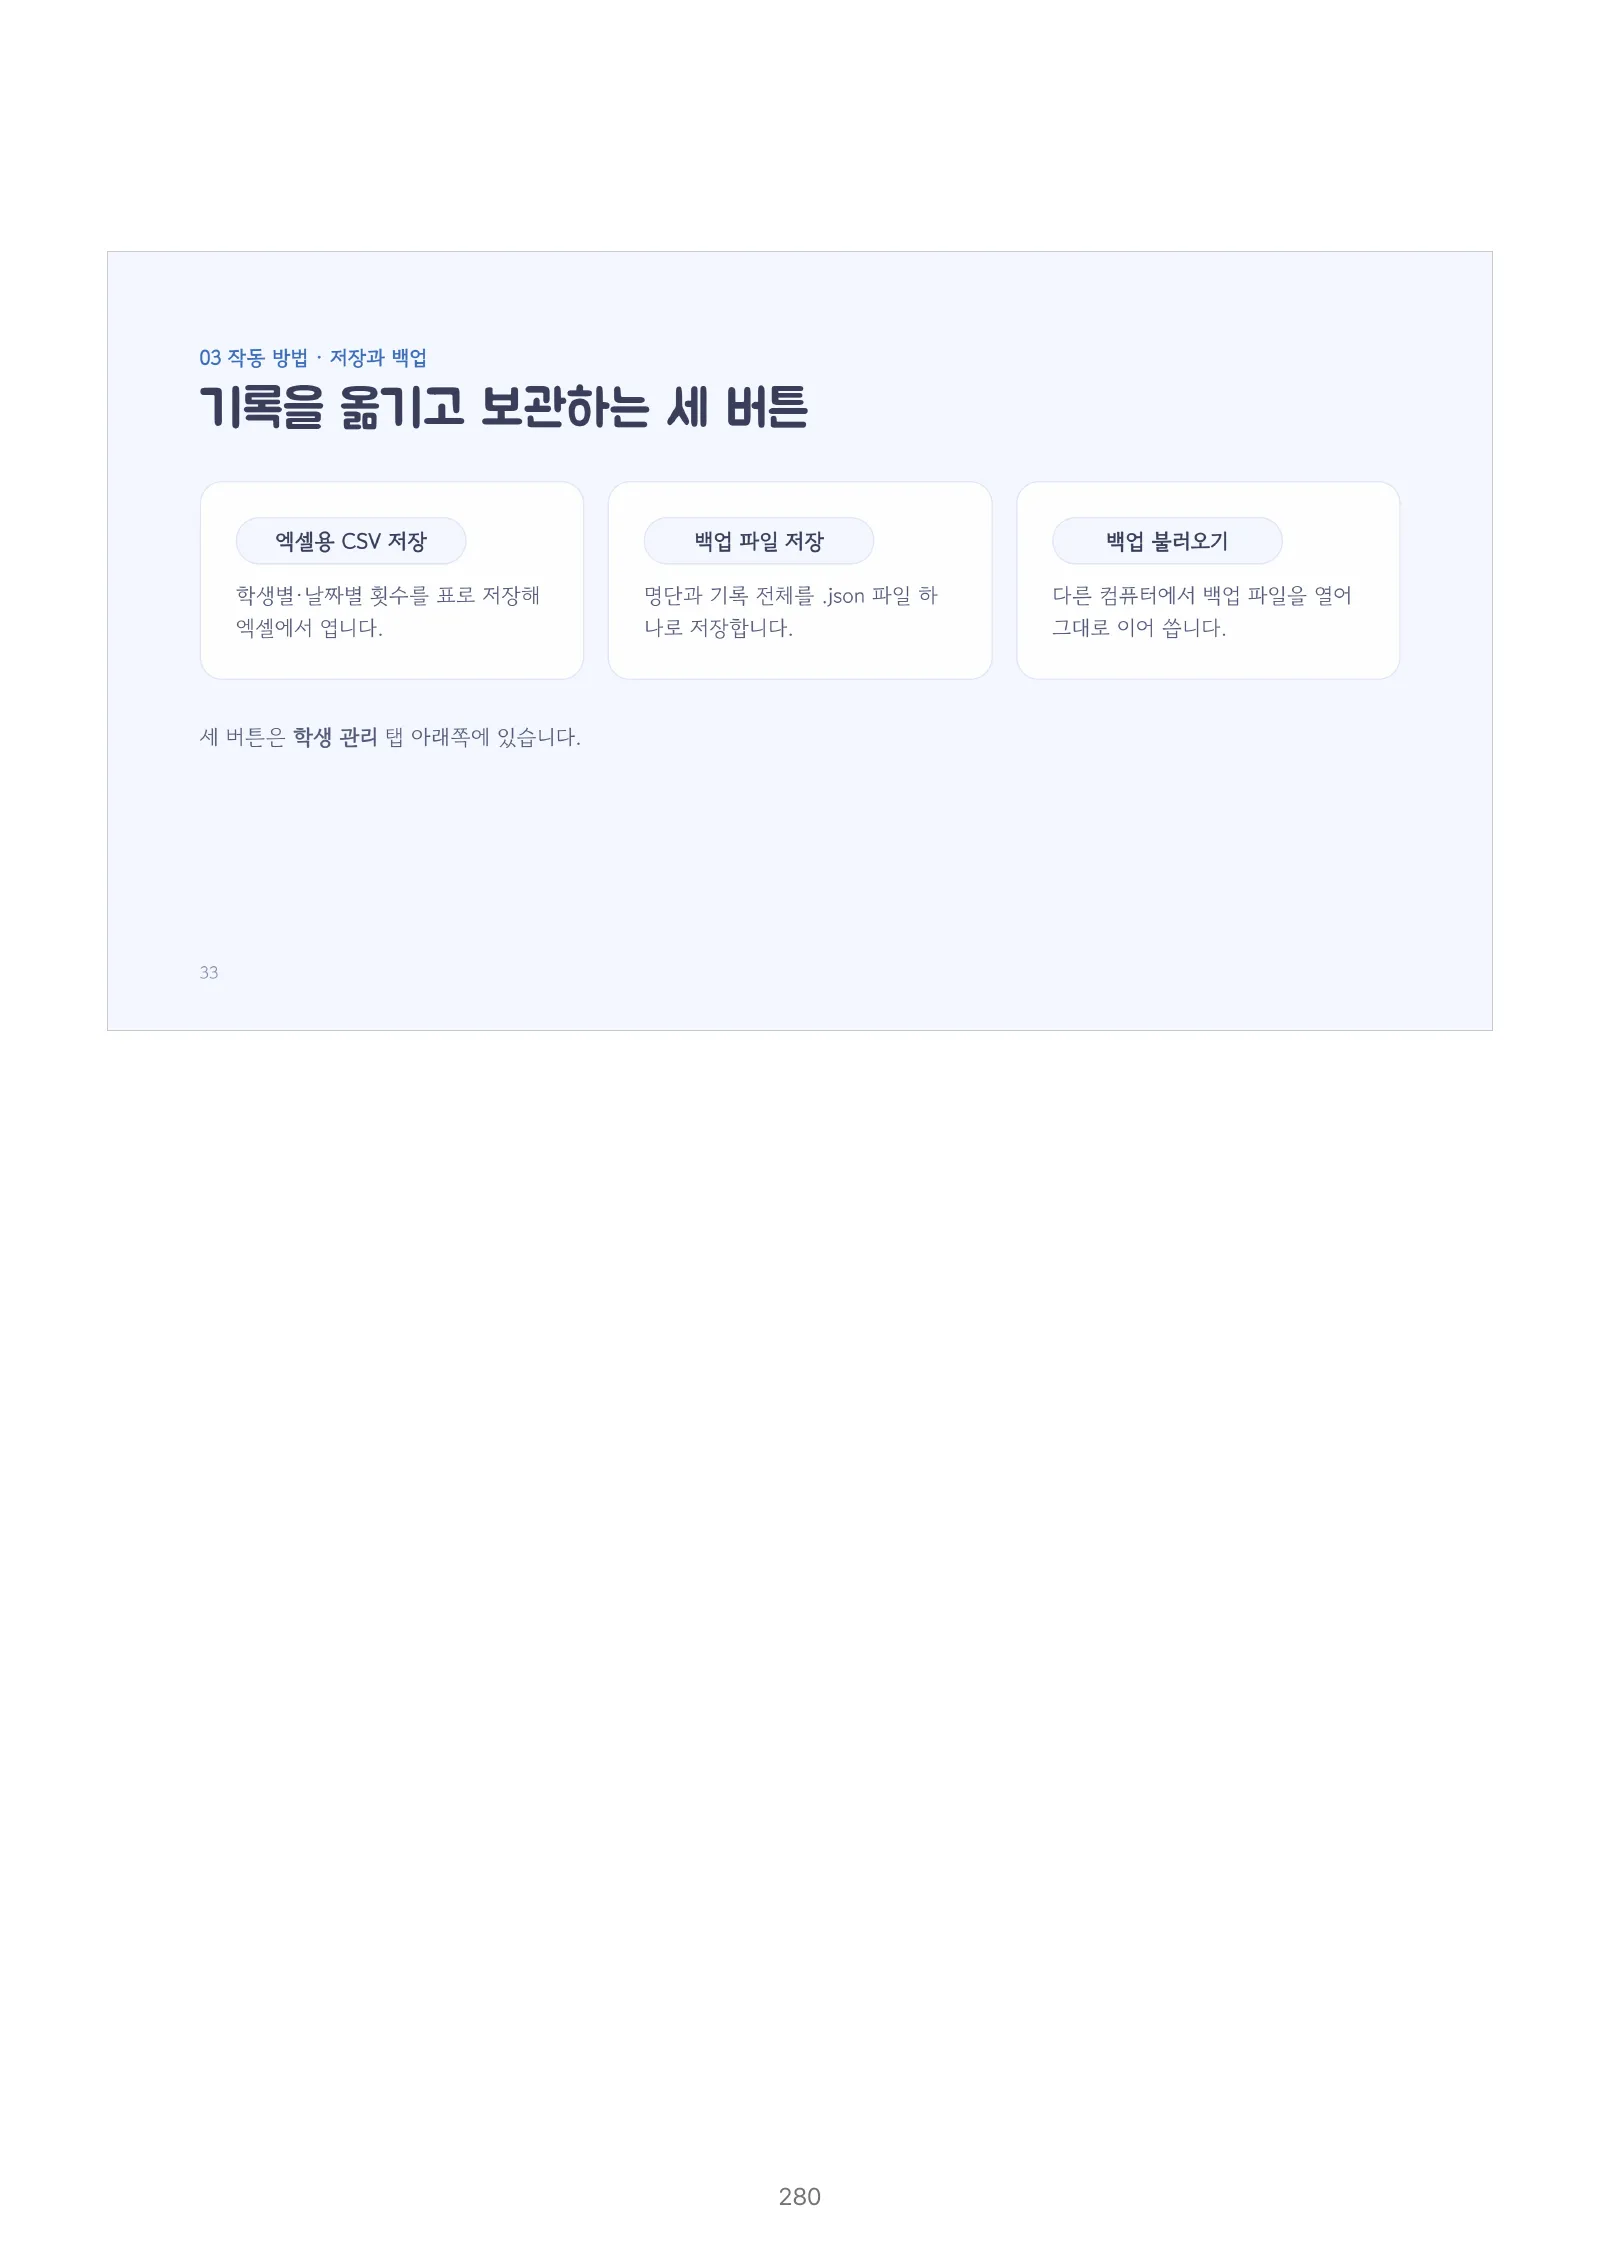 03 작동 방법 · 저장과 백업
기록을 옮기고 보관하는 세 버튼
엑셀용 CSV 저장
학생별·날짜별 횟수를 표로 저장해
엑셀에서 엽니다.
백업 파일 저장
명단과 기록 전체를 .json 파일 하
나로 저장합니다.
백업 불러오기
다른 컴퓨터에서 백업 파일을 열어
그대로 이어 씁니다.
세 버튼은 학생 관리 탭 아래쪽에 있습니다.
33
280